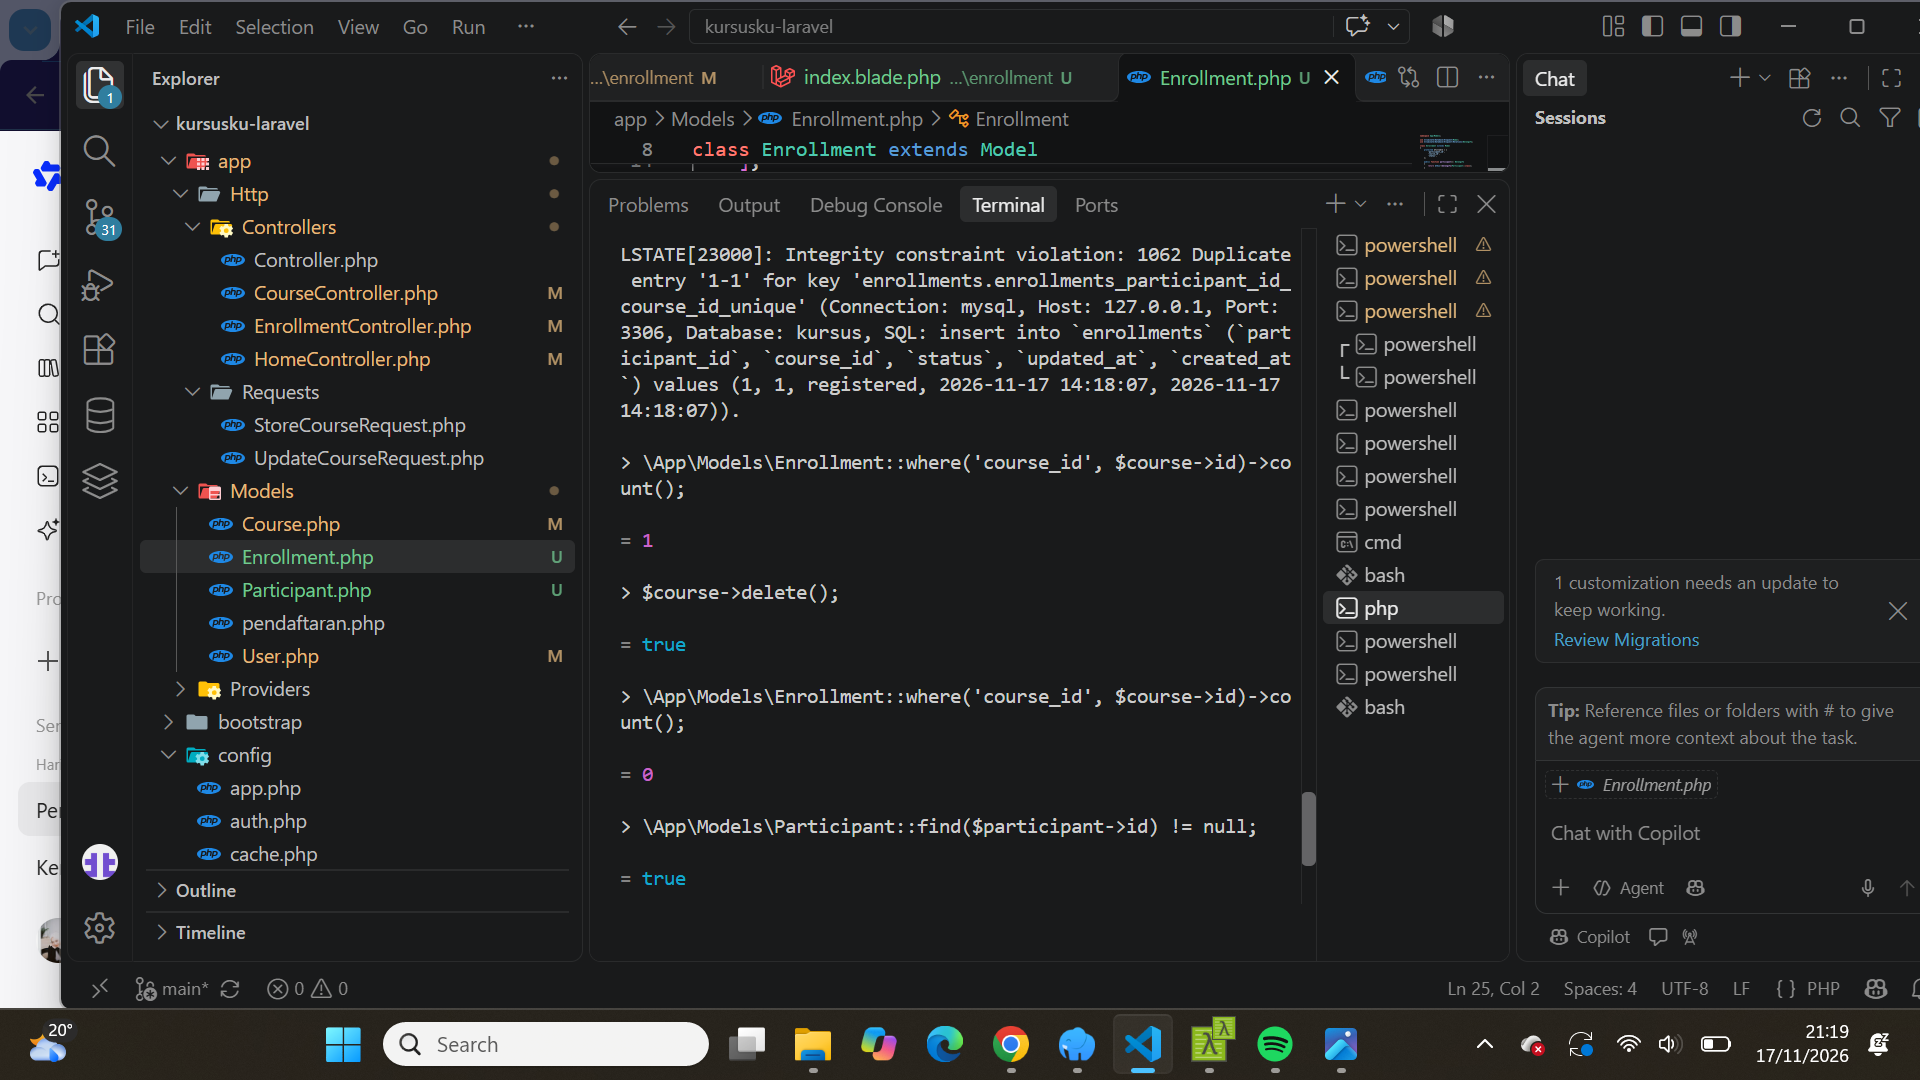 File Edit Selection View Go Run ···
kursusku-laravel
Explorer
kursusku-laravel
app
Http
Controllers
Controller.php
CourseController.php M
EnrollmentController.php M
HomeController.php M
Requests
StoreCourseRequest.php
UpdateCourseRequest.php
Models
Course.php M
Enrollment.php U
Participant.php U
pendaftaran.php
User.php M
Providers
bootstrap
config
app.php
auth.php
cache.php
Outline
Timeline
1
31
...\enrollment M
index.blade.php ...\enrollment U
Enrollment.php U
app > Models > Enrollment.php > Enrollment
8 class Enrollment extends Model
Problems Output Debug Console Terminal Ports
LSTATE[23000]: Integrity constraint violation: 1062 Duplicate
entry '1-1' for key 'enrollments.enrollments_participant_id_
course_id_unique' (Connection: mysql, Host: 127.0.0.1, Port:
3306, Database: kursus, SQL: insert into `enrollments` (`part
icipant_id`, `course_id`, `status`, `updated_at`, `created_at
`) values (1, 1, registered, 2026-11-17 14:18:07, 2026-11-17
14:18:07)).
> \App\Models\Enrollment::where('course_id', $course->id)->co
unt();
= 1
> $course->delete();
= true
> \App\Models\Enrollment::where('course_id', $course->id)->co
unt();
= 0
> \App\Models\Participant::find($participant->id) != null;
= true
powershell
powershell
powershell
powershell
powershell
powershell
powershell
powershell
powershell
cmd
bash
php
powershell
powershell
bash
Chat
Sessions
1 customization needs an update to
keep working.
Review Migrations
Tip: Reference files or folders with # to give
the agent more context about the task.
Enrollment.php
Chat with Copilot
Agent
Copilot
main* 0 0
Ln 25, Col 2 Spaces: 4 UTF-8 LF { } PHP
20°
Search
21:19
17/11/2026